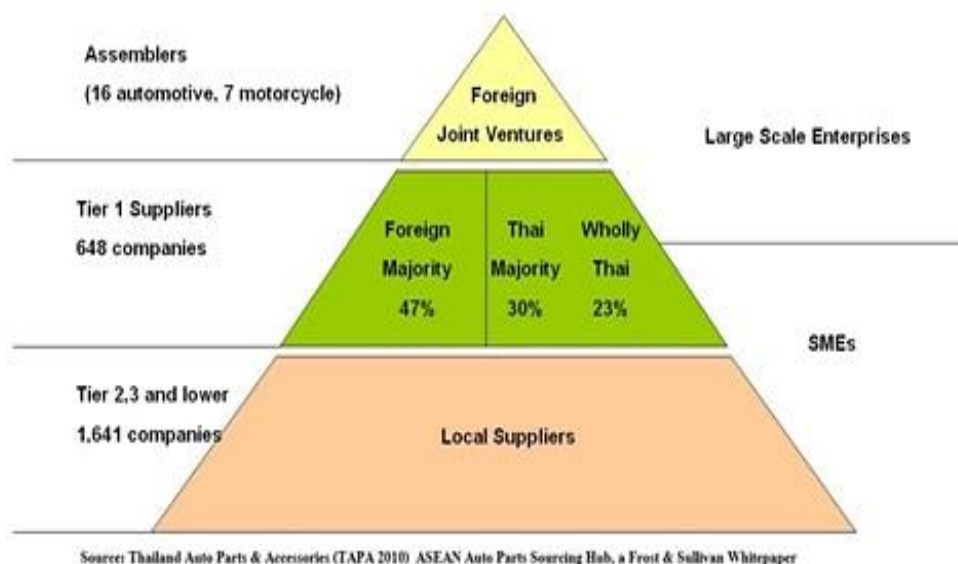 Assemblers
(16 automotive, 7 motorcycle)
Foreign
Joint Ventures
Large Scale Enterprises
Tier 1 Suppliers
648 companies
Foreign
Majority
47%
Thai
Majority
30%
Wholly
Thai
23%
SMEs
Tier 2,3 and lower
1,641 companies
Local Suppliers
Source: Thailand Auto Parts & Accessories (TAPA 2010) ASEAN Auto Parts Sourcing Hub, a Frost & Sullivan Whitepaper